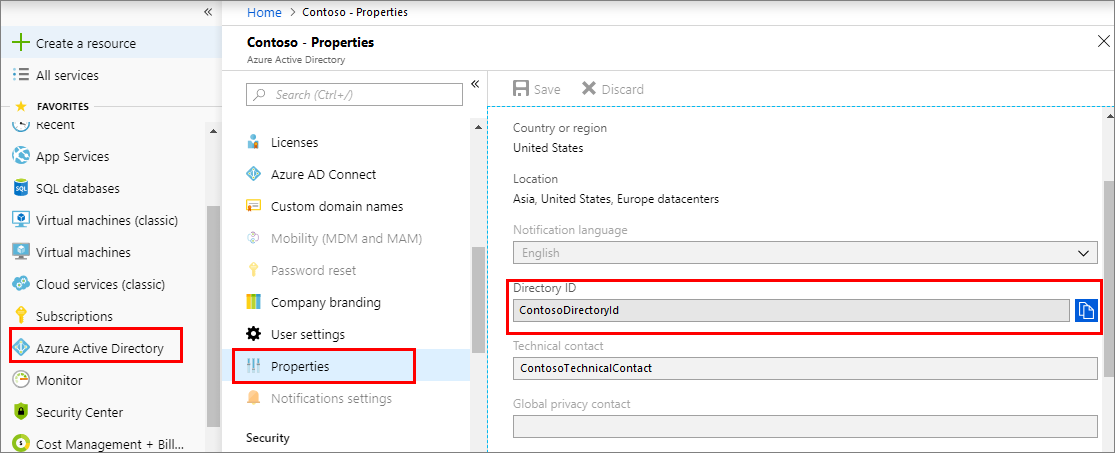 «
Create a resource
All services
FAVORITES
Recent
App Services
SQL databases
Virtual machines (classic)
Virtual machines
Cloud services (classic)
Subscriptions
Azure Active Directory
Monitor
Security Center
Cost Management + Bill...
Home > Contoso - Properties
Contoso - Properties
Azure Active Directory
Search (Ctrl+/)
«
Licenses
Azure AD Connect
Custom domain names
Mobility (MDM and MAM)
Password reset
Company branding
User settings
Properties
Notifications settings
Security
Save Discard
Country or region
United States
Location
Asia, United States, Europe datacenters
Notification language
English
Directory ID
ContosoDirectoryId
Technical contact
ContosoTechnicalContact
Global privacy contact